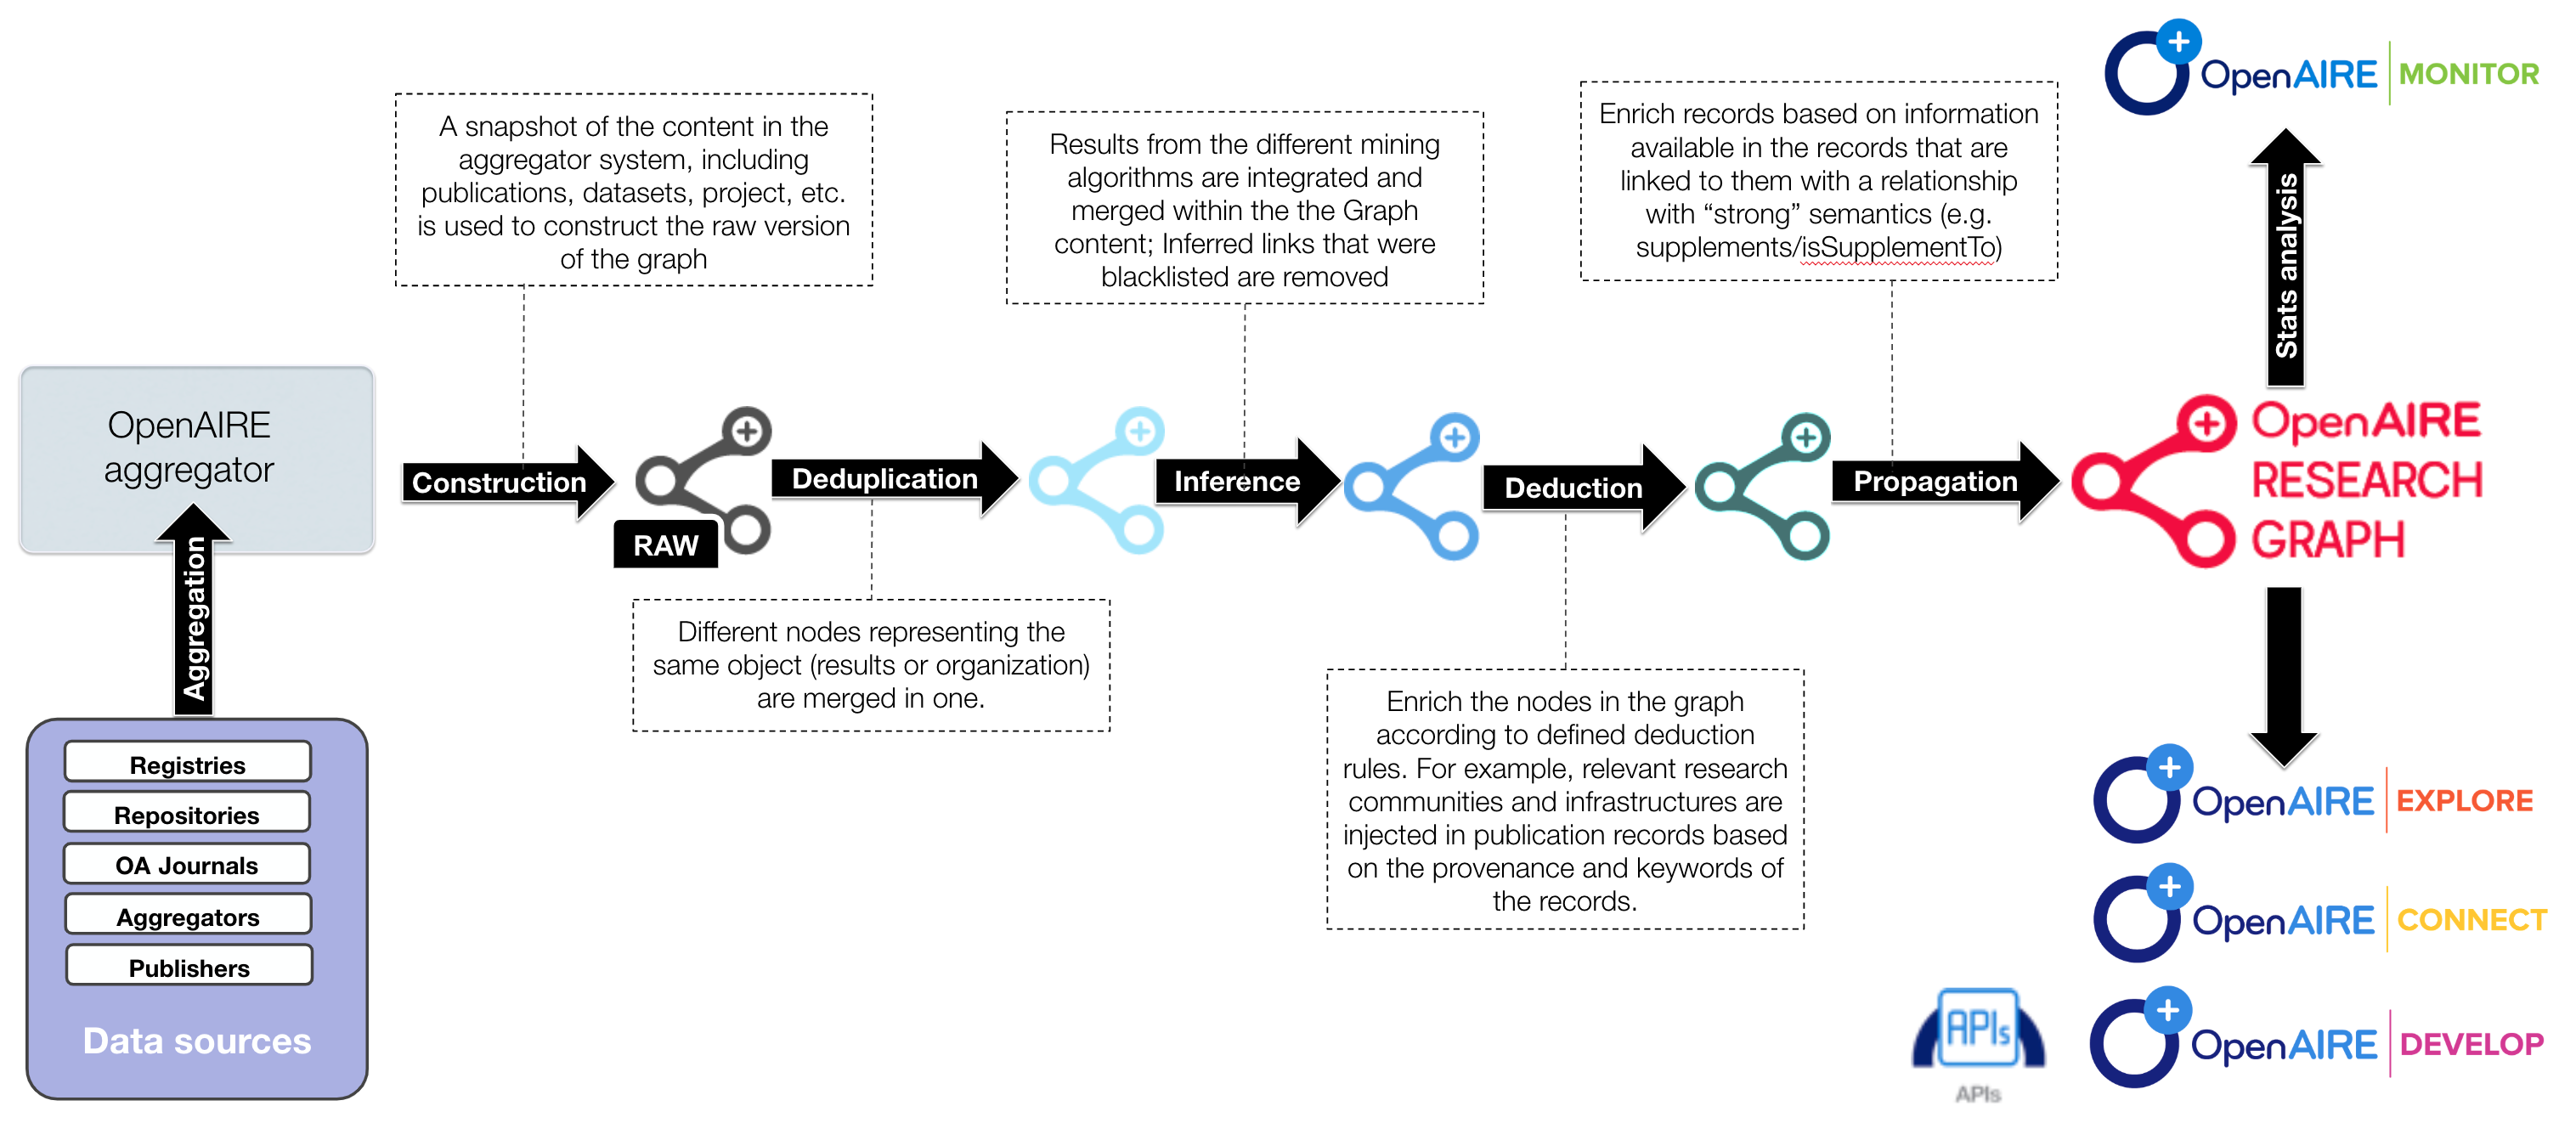 OpenAIRE | MONITOR
A snapshot of the content in the
aggregator system, including
publications, datasets, project, etc.
is used to construct the raw version
of the graph
Results from the different mining
algorithms are integrated and
merged within the the Graph
content; Inferred links that were
blacklisted are removed
Enrich records based on information
available in the records that are
linked to them with a relationship
with “strong” semantics (e.g.
supplements/isSupplementTo)
Stats analysis
OpenAIRE
aggregator
Aggregation
Construction
RAW
Deduplication
Inference
Deduction
Propagation
OpenAIRE
RESEARCH
GRAPH
Different nodes representing the
same object (results or organization)
are merged in one.
Enrich the nodes in the graph
according to defined deduction
rules. For example, relevant research
communities and infrastructures are
injected in publication records based
on the provenance and keywords of
the records.
Registries
Repositories
OA Journals
Aggregators
Publishers
Data sources
OpenAIRE | EXPLORE
OpenAIRE | CONNECT
APIs
APIs
OpenAIRE | DEVELOP